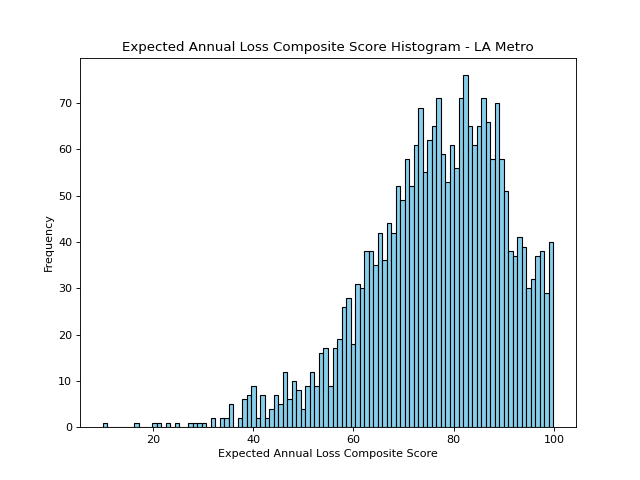 Expected Annual Loss Composite Score Histogram - LA Metro
70
60
50
40
30
20
10
0
Frequency
20 40 60 80 100
Expected Annual Loss Composite Score